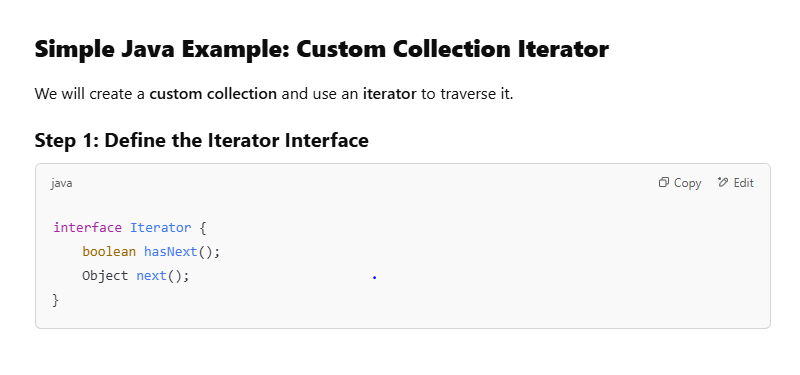 Simple Java Example: Custom Collection Iterator
We will create a custom collection and use an iterator to traverse it.
Step 1: Define the Iterator Interface
java
Copy
Edit
interface Iterator {
    boolean hasNext();
    Object next();
}